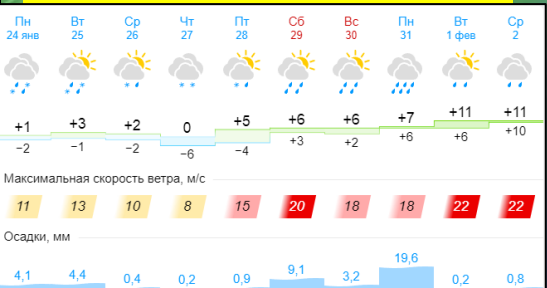 Пн Вт Ср Чт Пт Сб Вс Пн Вт Ср
24 янв 25 26 27 28 29 30 31 1 фев 2
+1 +3 +2 0 +5 +6 +6 +7 +11 +11
−2 −1 −2 −6 −4 +3 +2 +6 +6 +10
Максимальная скорость ветра, м/с
11 13 10 8 15 20 18 18 22 22
Осадки, мм
4,1 4,4 0,4 0,2 0,9 9,1 3,2 19,6 0,2 0,8